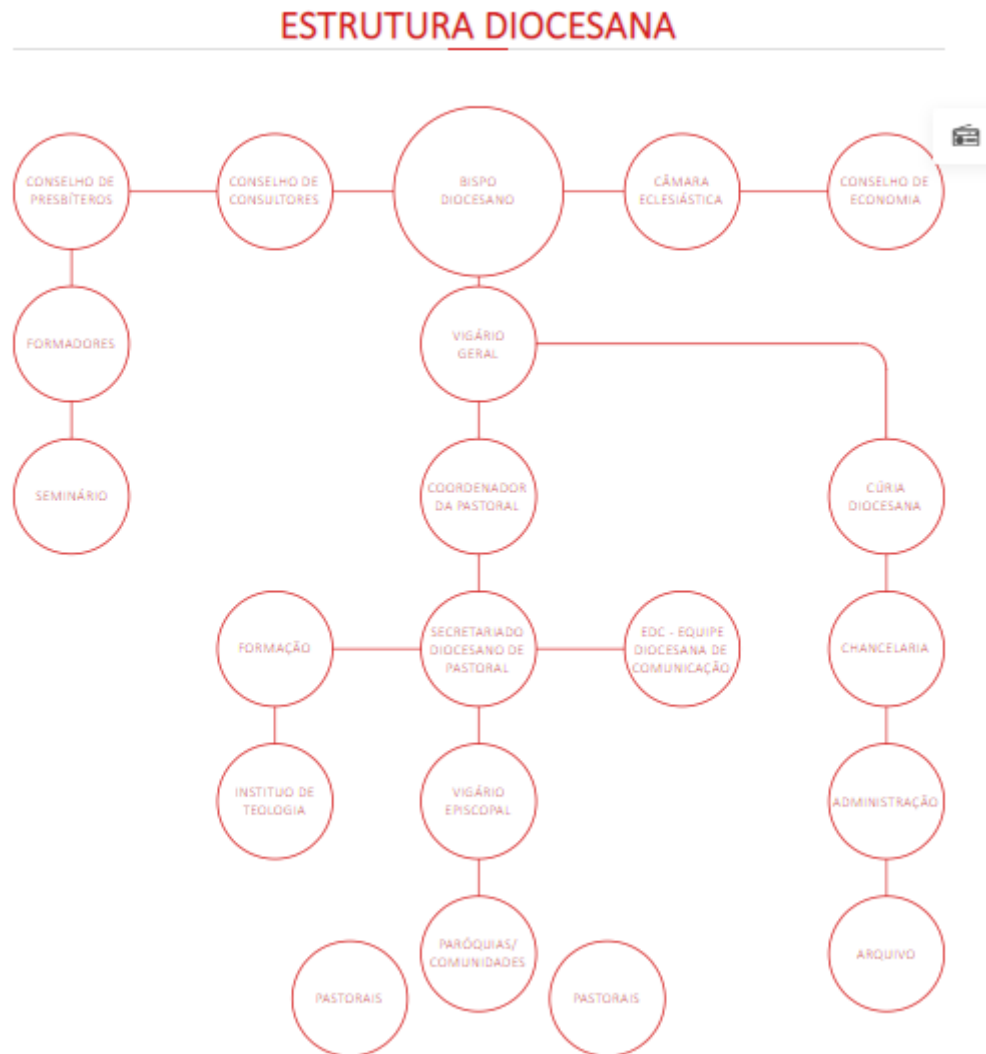 ESTRUTURA DIOCESANA
CONSELHO DE
PRESBÍTEROS
CONSELHO DE
CONSULTORES
BISPO
DIOCESANO
CÂMARA
ECLESIÁSTICA
CONSELHO DE
ECONOMIA
FORMADORES
VIGÁRIO
GERAL
SEMINÁRIO
COORDENADOR
DA PASTORAL
CÚRIA
DIOCESANA
FORMAÇÃO
SECRETARIADO
DIOCESANO DE
PASTORAL
EDC - EQUIPE
DIOCESANA DE
COMUNICAÇÃO
CHANCELARIA
INSTITUO DE
TEOLOGIA
VIGÁRIO
EPISCOPAL
ADMINISTRAÇÃO
PARÓQUIAS/
COMUNIDADES
ARQUIVO
PASTORAIS
PASTORAIS